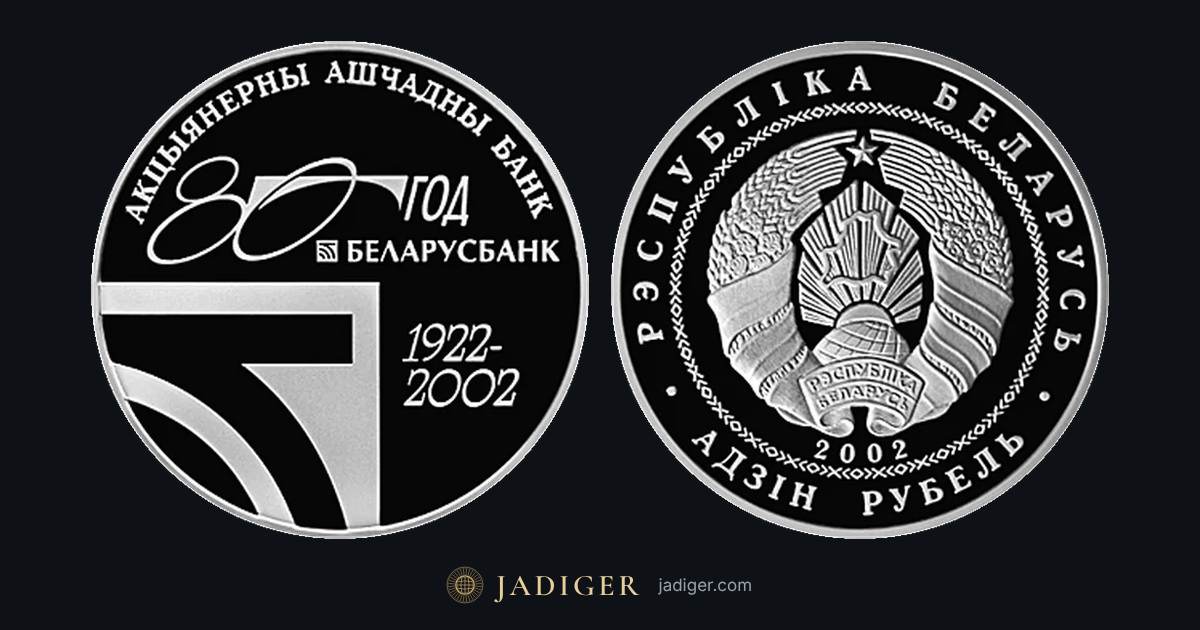 АКЦЫЯНЕРНЫ АШЧАДНЫ БАНК
80 ГОД
БЕЛАРУСБАНК
1922-
2002
РЭСПУБЛІКА БЕЛАРУСЬ
РЭСПУБЛІКА
БЕЛАРУСЬ
2002
• АДЗІН РУБЕЛЬ •
JADIGER jadiger.com